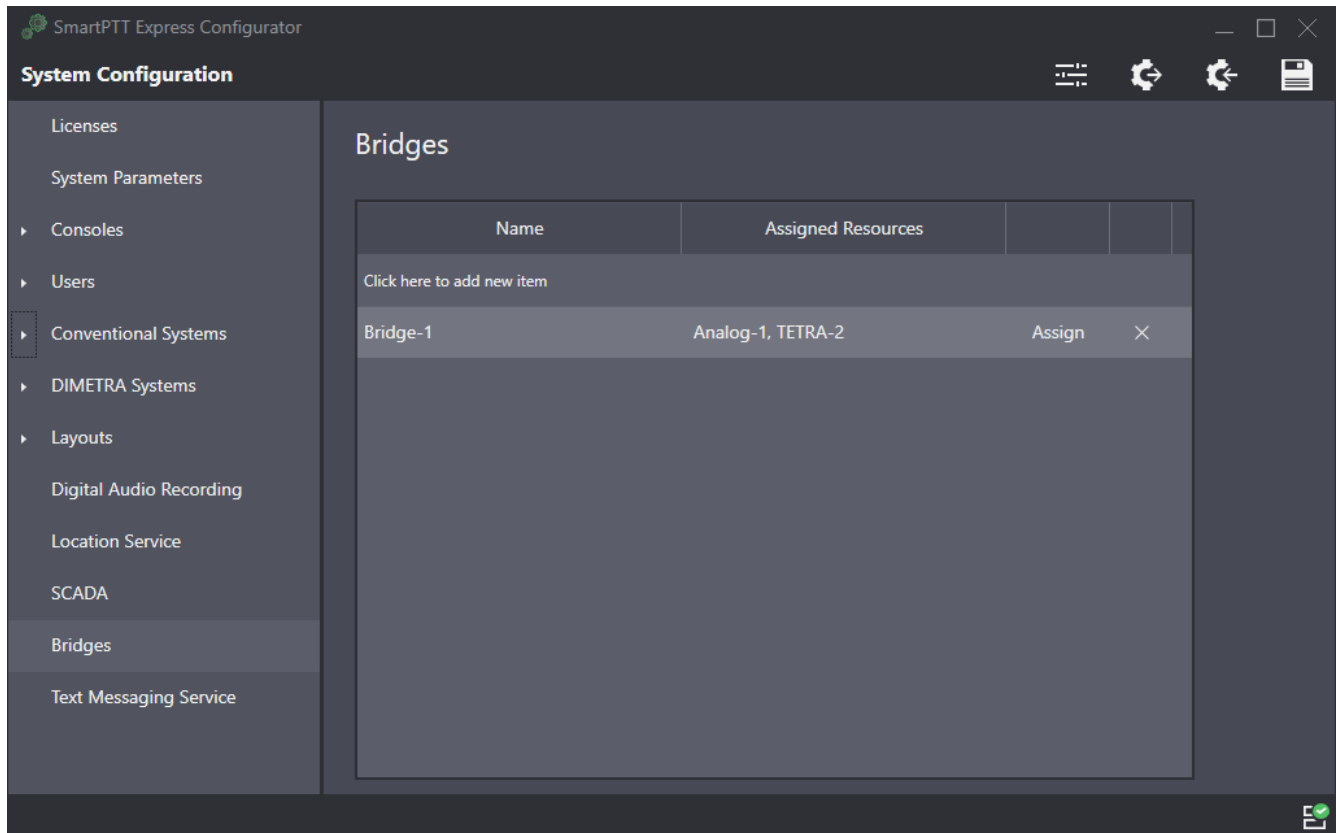 SmartPTT Express Configurator
System Configuration
Licenses
System Parameters
Consoles
Users
Conventional Systems
DIMETRA Systems
Layouts
Digital Audio Recording
Location Service
SCADA
Bridges
Text Messaging Service
Bridges
Name Assigned Resources
Click here to add new item
Bridge-1 Analog-1, TETRA-2 Assign